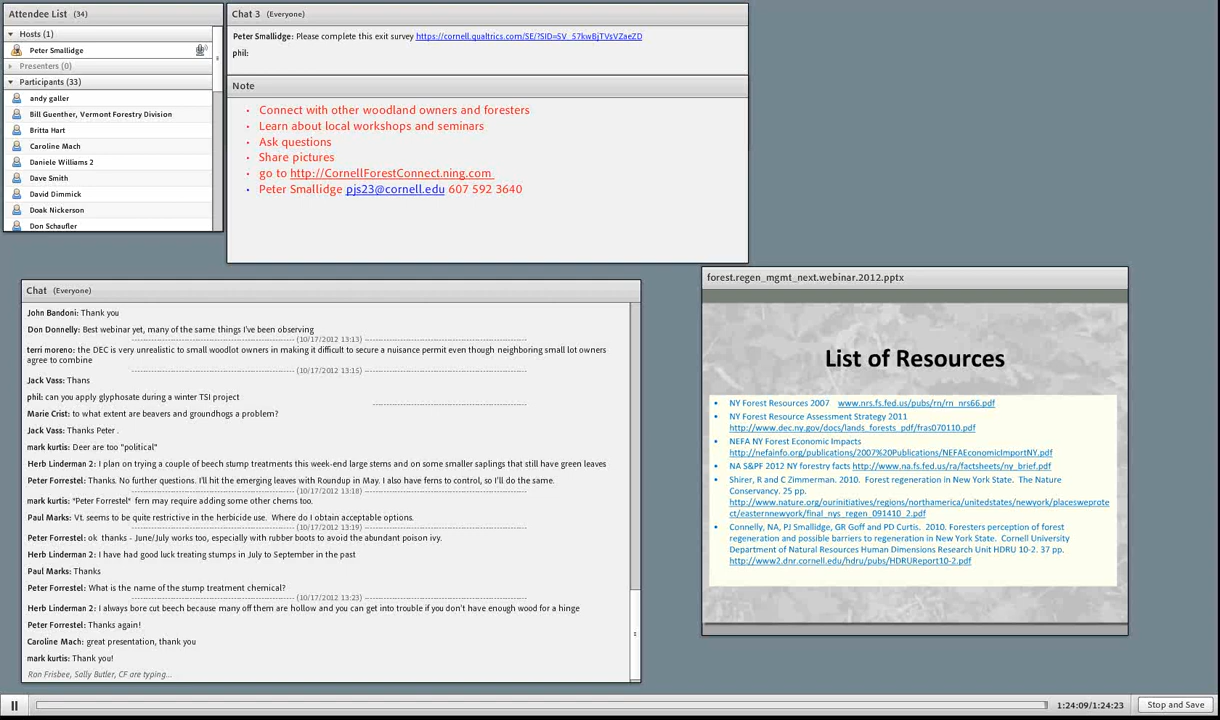 Attendee List (34)
Hosts (1)
Peter Smallidge
Presenters (0)
Participants (33)
andy galler
Bill Guenther, Vermont Forestry Division
Britta Hart
Caroline Mach
Daniele Williams 2
Dave Smith
David Dimmick
Doak Nickerson
Don Schaufler
Chat 3 (Everyone)
Peter Smallidge: Please complete this exit survey https://cornell.qualtrics.com/SE/?SID=SV_57kwBjTVsVZaeZD
phil:
Note
• Connect with other woodland owners and foresters
• Learn about local workshops and seminars
• Ask questions
• Share pictures
• go to http://CornellForestConnect.ning.com
• Peter Smallidge pjs23@cornell.edu 607 592 3640
Chat (Everyone)
John Bandoni: Thank you
Don Donnelly: Best webinar yet, many of the same things I've been observing
(10/17/2012 13:13)
terri moreno: the DEC is very unrealistic to small woodlot owners in making it difficult to secure a nuisance permit even though neighboring small lot owners
agree to combine
(10/17/2012 13:15)
Jack Vass: Thans
phil: can you apply glyphosate during a winter TSI project
Marie Crist: to what extent are beavers and groundhogs a problem?
Jack Vass: Thanks Peter .
mark kurtis: Deer are too "political"
Herb Linderman 2: I plan on trying a couple of beech stump treatments this week-end large stems and on some smaller saplings that still have green leaves
Peter Forrestel: Thanks. No further questions. I'll hit the emerging leaves with Roundup in May. I also have ferns to control, so I'll do the same.
(10/17/2012 13:18)
mark kurtis: "Peter Forrestel" fern may require adding some other chems too.
Paul Marks: Vt. seems to be quite restrictive in the herbicide use. Where do I obtain acceptable options.
(10/17/2012 13:19)
Peter Forrestel: ok thanks - June/July works too, especially with rubber boots to avoid the abundant poison ivy.
Herb Linderman 2: I have had good luck treating stumps in July to September in the past
Paul Marks: Thanks
Peter Forrestel: What is the name of the stump treatment chemical?
(10/17/2012 13:23)
Herb Linderman 2: I always bore cut beech because many off them are hollow and you can get into trouble if you don't have enough wood for a hinge
Peter Forrestel: Thanks again!
Caroline Mach: great presentation, thank you
mark kurtis: Thank you!
Ron Frisbee, Sally Butler, CF are typing...
forest.regen_mgmt_next.webinar.2012.pptx
List of Resources
• NY Forest Resources 2007 www.nrs.fs.fed.us/pubs/rn/rn_nrs66.pdf
• NY Forest Resource Assessment Strategy 2011
http://www.dec.ny.gov/docs/lands_forests_pdf/fras070110.pdf
• NEFA NY Forest Economic Impacts
http://nefainfo.org/publications/2007%20Publications/NEFAEconomicImportNY.pdf
• NA S&PF 2012 NY forestry facts http://www.na.fs.fed.us/ra/factsheets/ny_brief.pdf
• Shirer, R and C Zimmerman. 2010. Forest regeneration in New York State. The Nature
Conservancy. 25 pp.
http://www.nature.org/ourinitiatives/regions/northamerica/unitedstates/newyork/placesweprote
ct/easternnewyork/final_nys_regen_091410_2.pdf
• Connelly, NA, PJ Smallidge, GR Goff and PD Curtis. 2010. Foresters perception of forest
regeneration and possible barriers to regeneration in New York State. Cornell University
Department of Natural Resources Human Dimensions Research Unit HDRU 10-2. 37 pp.
http://www2.dnr.cornell.edu/hdru/pubs/HDRUReport10-2.pdf
1:24:09/1:24:23
Stop and Save